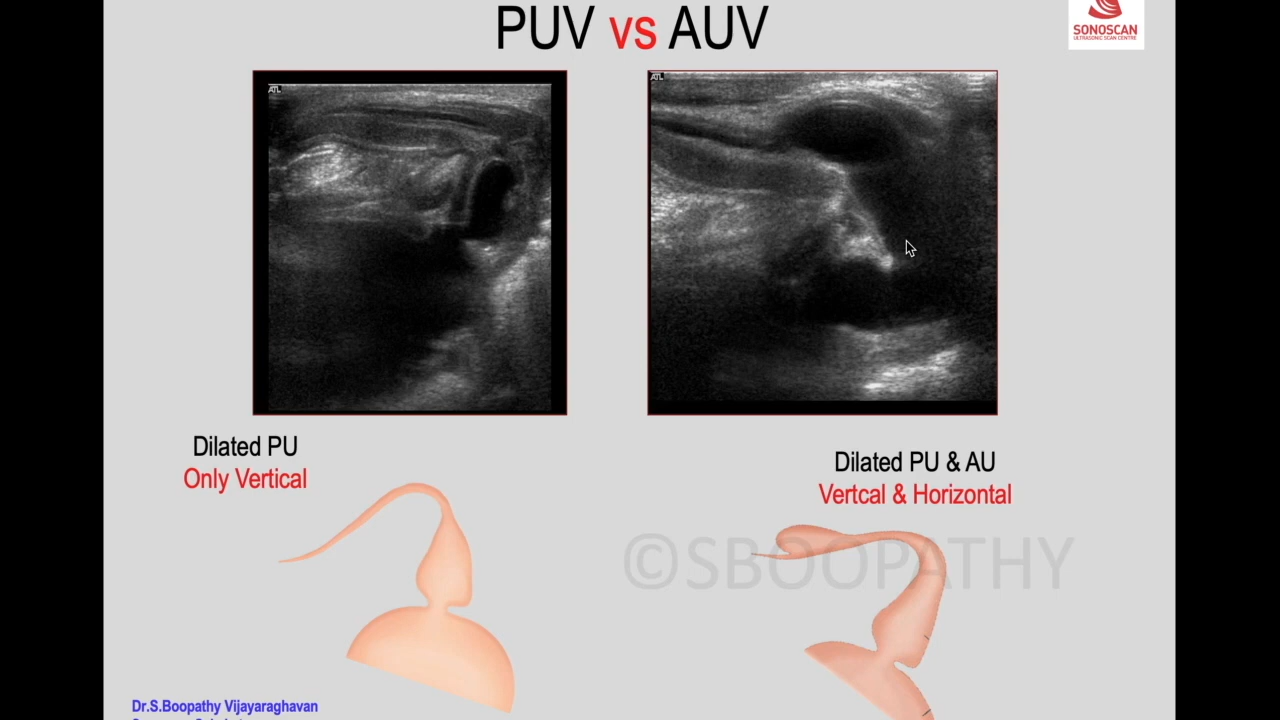 PUV vs AUV
SONOSCAN
ULTRASONIC SCAN CENTRE
ATL
ATL
Dilated PU
Only Vertical
Dilated PU & AU
Vertcal & Horizontal
©SBOOPATHY
Dr.S.Boopathy Vijayaraghavan